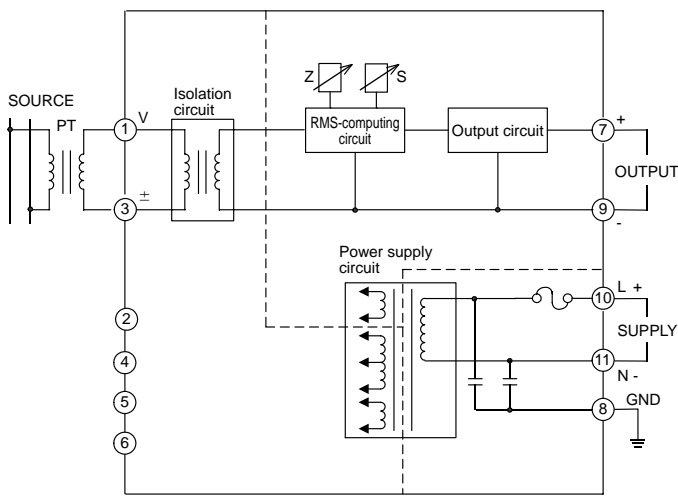 SOURCE
PT
1
V
3
±
Isolation
circuit
Z
S
RMS-computing
circuit
Output circuit
7
+
OUTPUT
9
-
Power supply
circuit
10
L +
SUPPLY
11
N -
8
GND
2
4
5
6